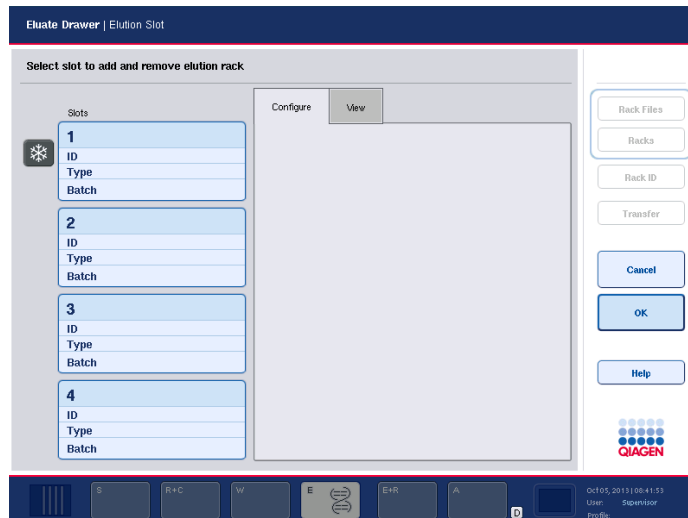 Eluate Drawer | Elution Slot
Select slot to add and remove elution rack
Slots
1
ID
Type
Batch
2
ID
Type
Batch
3
ID
Type
Batch
4
ID
Type
Batch
Configure
View
Rack Files
Racks
Rack ID
Transfer
Cancel
OK
Help
QIAGEN
S
R+C
W
E
E+R
A
D
Oct 05, 2013 | 08:41:53
User: Supervisor
Profile: